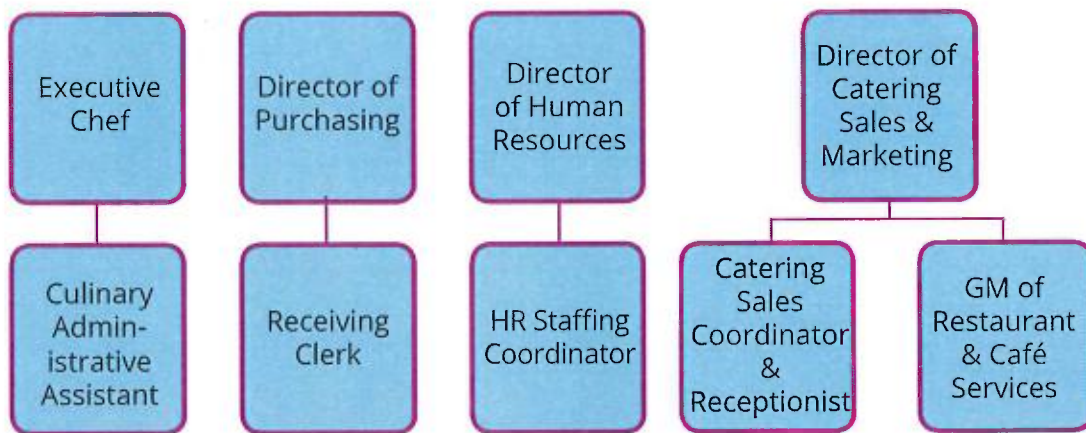 Executive
Chef
Director of
Purchasing
Director
of Human
Resources
Director of
Catering
Sales &
Marketing
Culinary
Admin-
istrative
Assistant
Receiving
Clerk
HR Staffing
Coordinator
Catering
Sales
Coordinator
&
Receptionist
GM of
Restaurant
& Café
Services